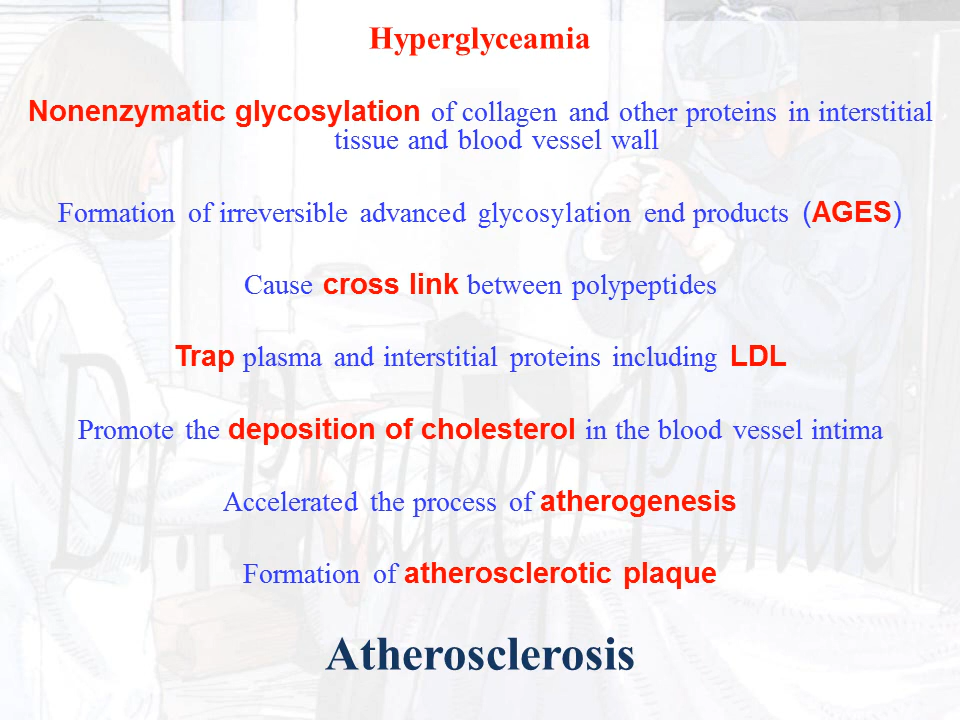 Hyperglyceamia
Nonenzymatic glycosylation of collagen and other proteins in interstitial
tissue and blood vessel wall
Formation of irreversible advanced glycosylation end products (AGES)
Cause cross link between polypeptides
Trap plasma and interstitial proteins including LDL
Promote the deposition of cholesterol in the blood vessel intima
Accelerated the process of atherogenesis
Formation of atherosclerotic plaque
Atherosclerosis